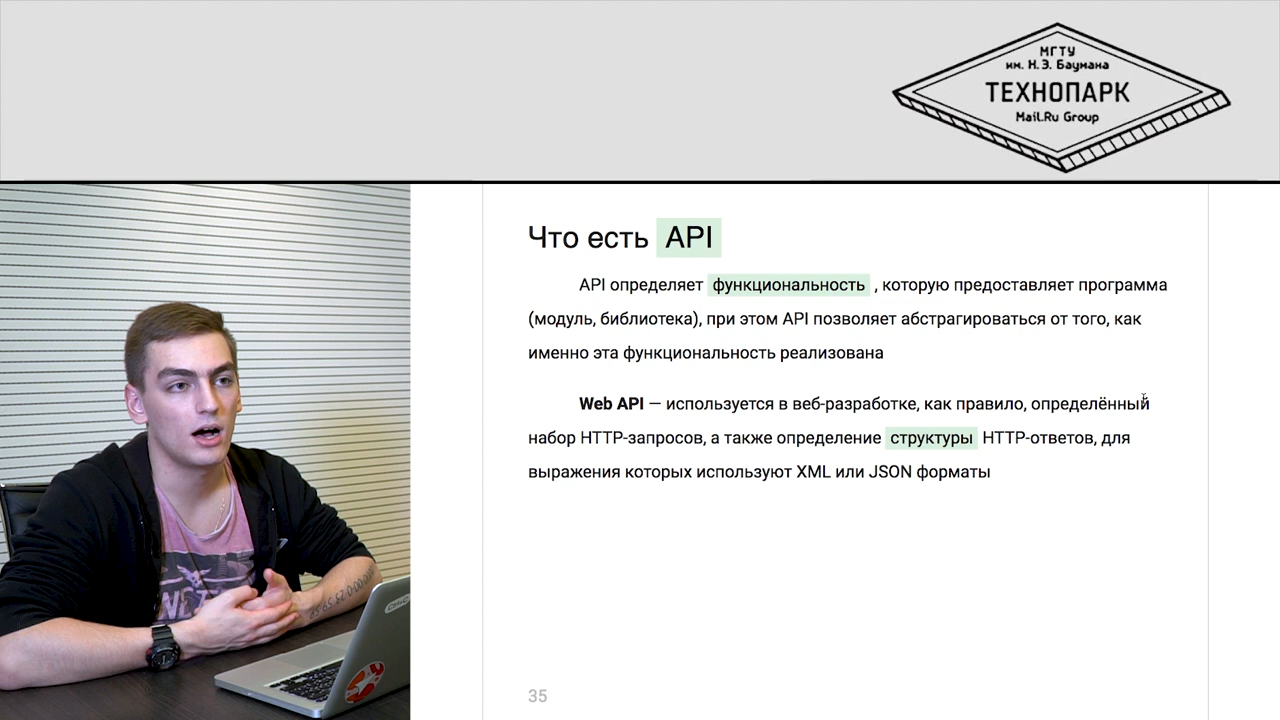 МГТУ
им. Н.Э. Баумана
ТЕХНОПАРК
Mail.Ru Group
Что есть API
API определяет функциональность , которую предоставляет программа
(модуль, библиотека), при этом API позволяет абстрагироваться от того, как
именно эта функциональность реализована
Web API — используется в веб-разработке, как правило, определённый
набор HTTP-запросов, а также определение структуры HTTP-ответов, для
выражения которых используют XML или JSON форматы
35